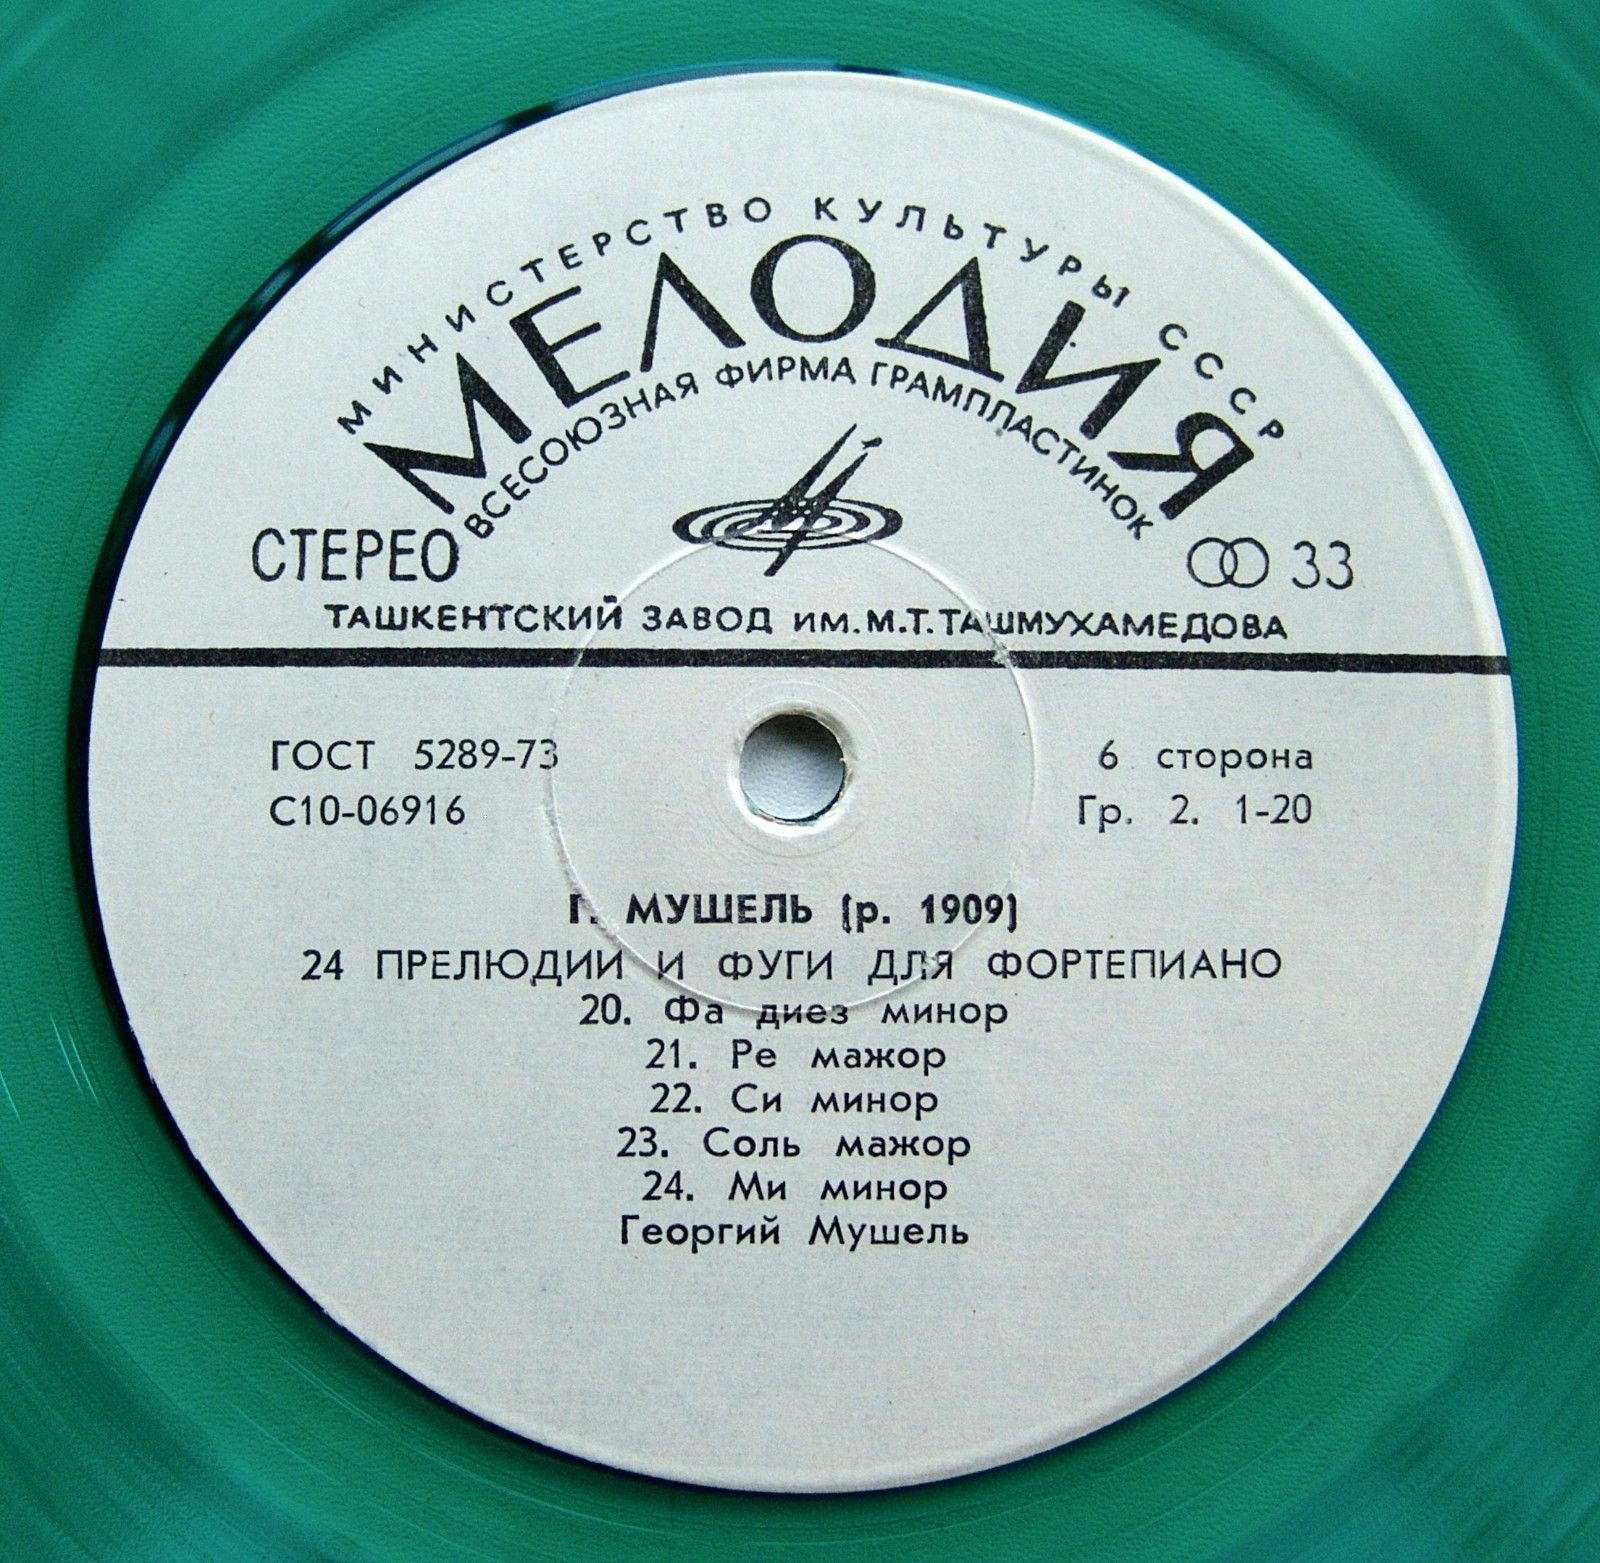 МИНИСТЕРСТВО КУЛЬТУРЫ СССР
МЕЛОДИЯ
ВСЕСОЮЗНАЯ ФИРМА ГРАМПЛАСТИНОК
СТЕРЕО 33
ТАШКЕНТСКИЙ ЗАВОД ИМ. М.Т. ТАШМУХАМЕДОВА
ГОСТ 5289-73 6 сторона
С10-06916 Гр. 2. 1-20
Г. МУШЕЛЬ (р. 1909)
24 ПРЕЛЮДИИ И ФУГИ ДЛЯ ФОРТЕПИАНО
20. Фа диез минор
21. Ре мажор
22. Си минор
23. Соль мажор
24. Ми минор
Георгий Мушель